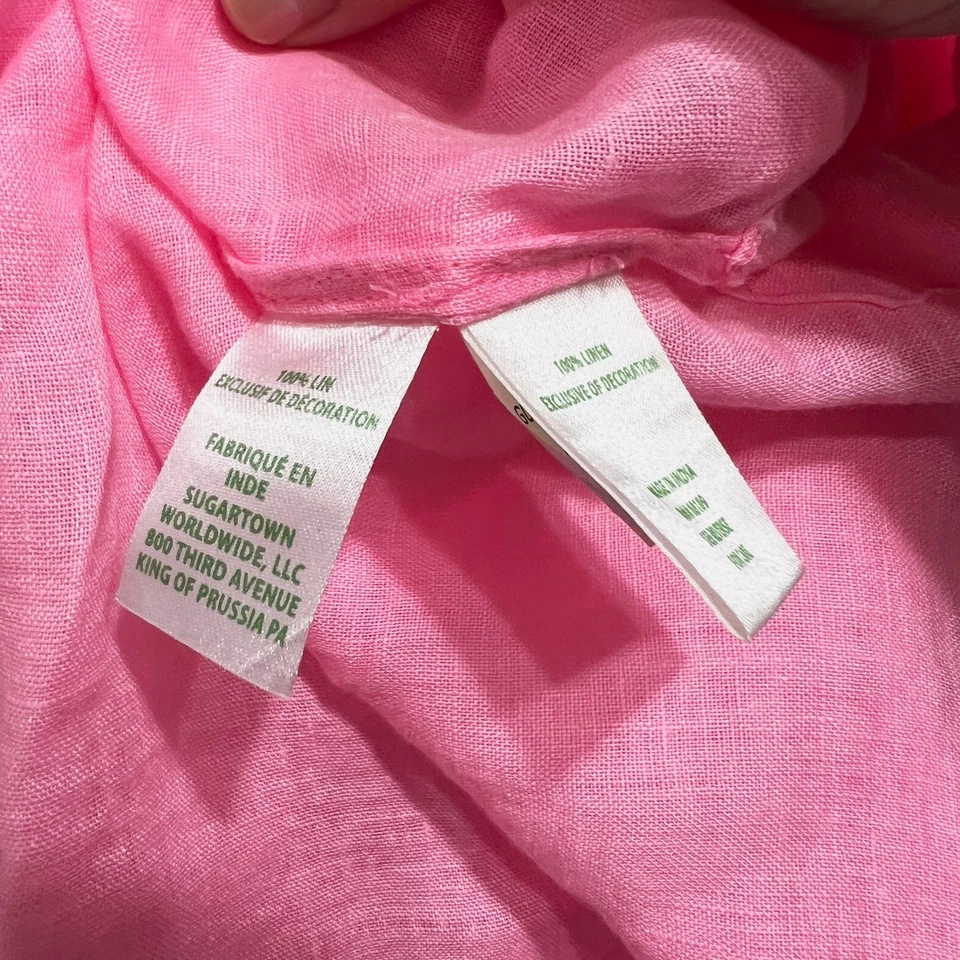 100% LIN
EXCLUSIF DE DÉCORATION
FABRIQUÉ EN
INDE
SUGARTOWN
WORLDWIDE, LLC
800 THIRD AVENUE
KING OF PRUSSIA PA
100% LINEN
EXCLUSIVE OF DECORATION
MADE IN INDIA